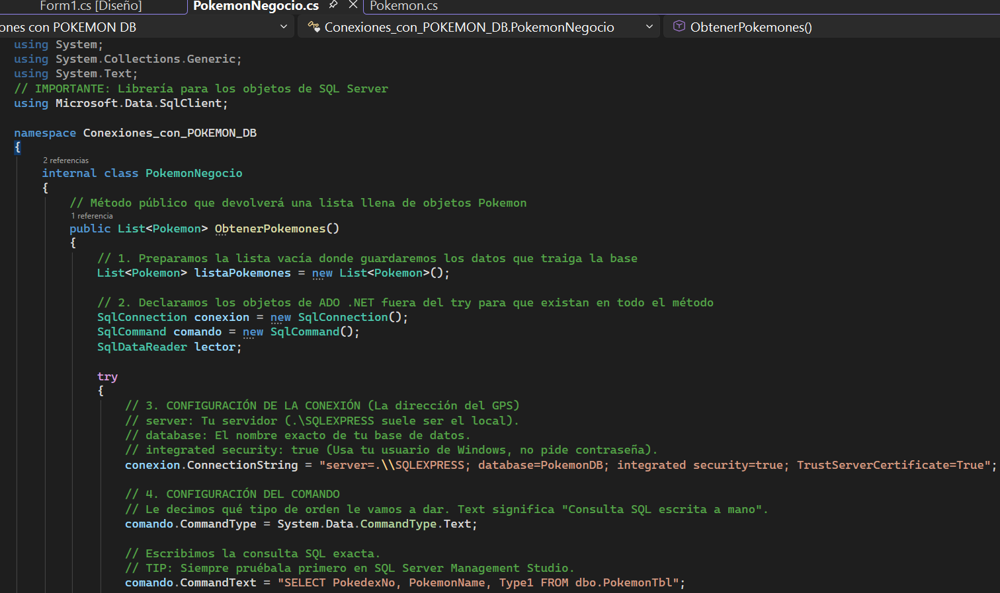 Form1.cs [Diseño] PokemonNegocio.cs Pokemon.cs
ones con POKEMON DB Conexiones_con_POKEMON_DB.PokemonNegocio ObtenerPokemones()
using System;
using System.Collections.Generic;
using System.Text;
// IMPORTANTE: Librería para los objetos de SQL Server
using Microsoft.Data.SqlClient;
namespace Conexiones_con_POKEMON_DB
{
2 referencias
internal class PokemonNegocio
{
// Método público que devolverá una lista llena de objetos Pokemon
1 referencia
public List<Pokemon> ObtenerPokemones()
{
// 1. Preparamos la lista vacía donde guardaremos los datos que traiga la base
List<Pokemon> listaPokemones = new List<Pokemon>();
// 2. Declaramos los objetos de ADO .NET fuera del try para que existan en todo el método
SqlConnection conexion = new SqlConnection();
SqlCommand comando = new SqlCommand();
SqlDataReader lector;
try
{
// 3. CONFIGURACIÓN DE LA CONEXIÓN (La dirección del GPS)
// server: Tu servidor (.\SQLEXPRESS suele ser el local).
// database: El nombre exacto de tu base de datos.
// integrated security: true (Usa tu usuario de Windows, no pide contraseña).
conexion.ConnectionString = "server=.\\SQLEXPRESS; database=PokemonDB; integrated security=true; TrustServerCertificate=True";
// 4. CONFIGURACIÓN DEL COMANDO
// Le decimos qué tipo de orden le vamos a dar. Text significa "Consulta SQL escrita a mano".
comando.CommandType = System.Data.CommandType.Text;
// Escribimos la consulta SQL exacta.
// TIP: Siempre pruébala primero en SQL Server Management Studio.
comando.CommandText = "SELECT PokedexNo, PokemonName, Type1 FROM dbo.PokemonTbl";